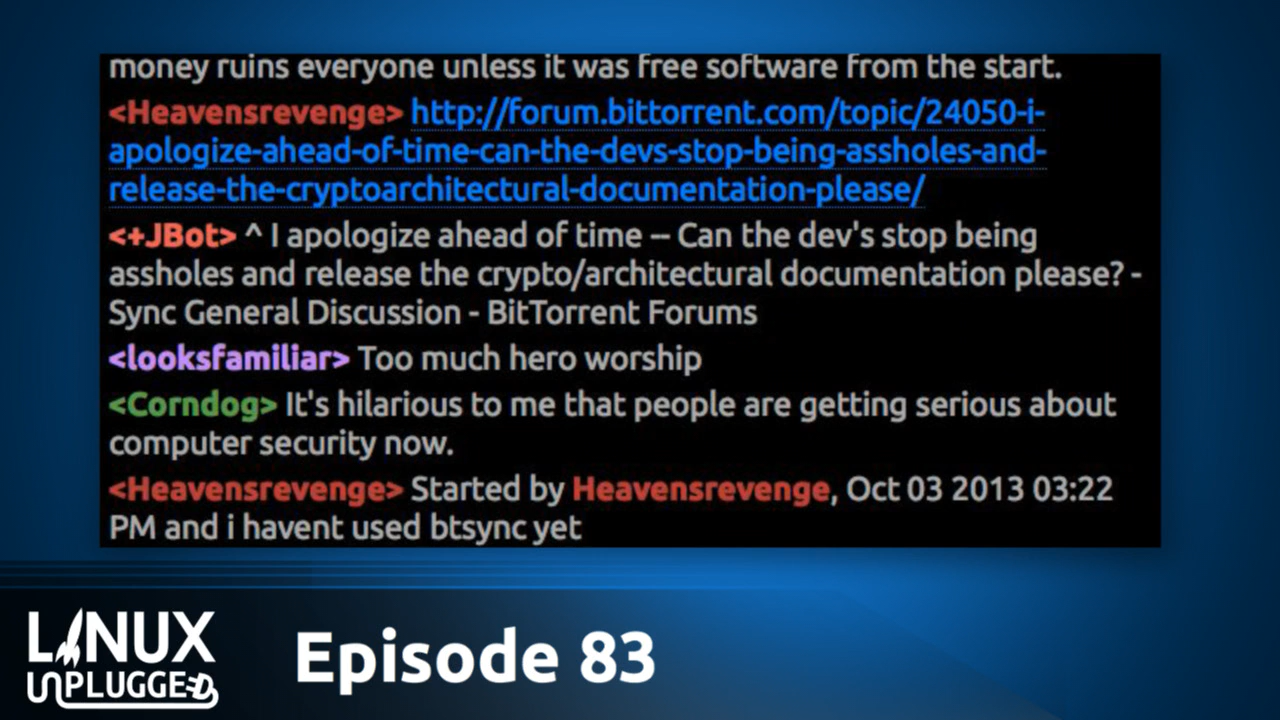 money ruins everyone unless it was free software from the start.
<Heavensrevenge> http://forum.bittorrent.com/topic/24050-i-
apologize-ahead-of-time-can-the-devs-stop-being-assholes-and-
release-the-cryptoarchitectural-documentation-please/
<+JBot> ^ I apologize ahead of time -- Can the dev's stop being
assholes and release the crypto/architectural documentation please? -
Sync General Discussion - BitTorrent Forums
<looksfamiliar> Too much hero worship
<Corndog> It's hilarious to me that people are getting serious about
computer security now.
<Heavensrevenge> Started by Heavensrevenge, Oct 03 2013 03:22
PM and i havent used btsync yet
LINUX
UNPLUGGED
Episode 83